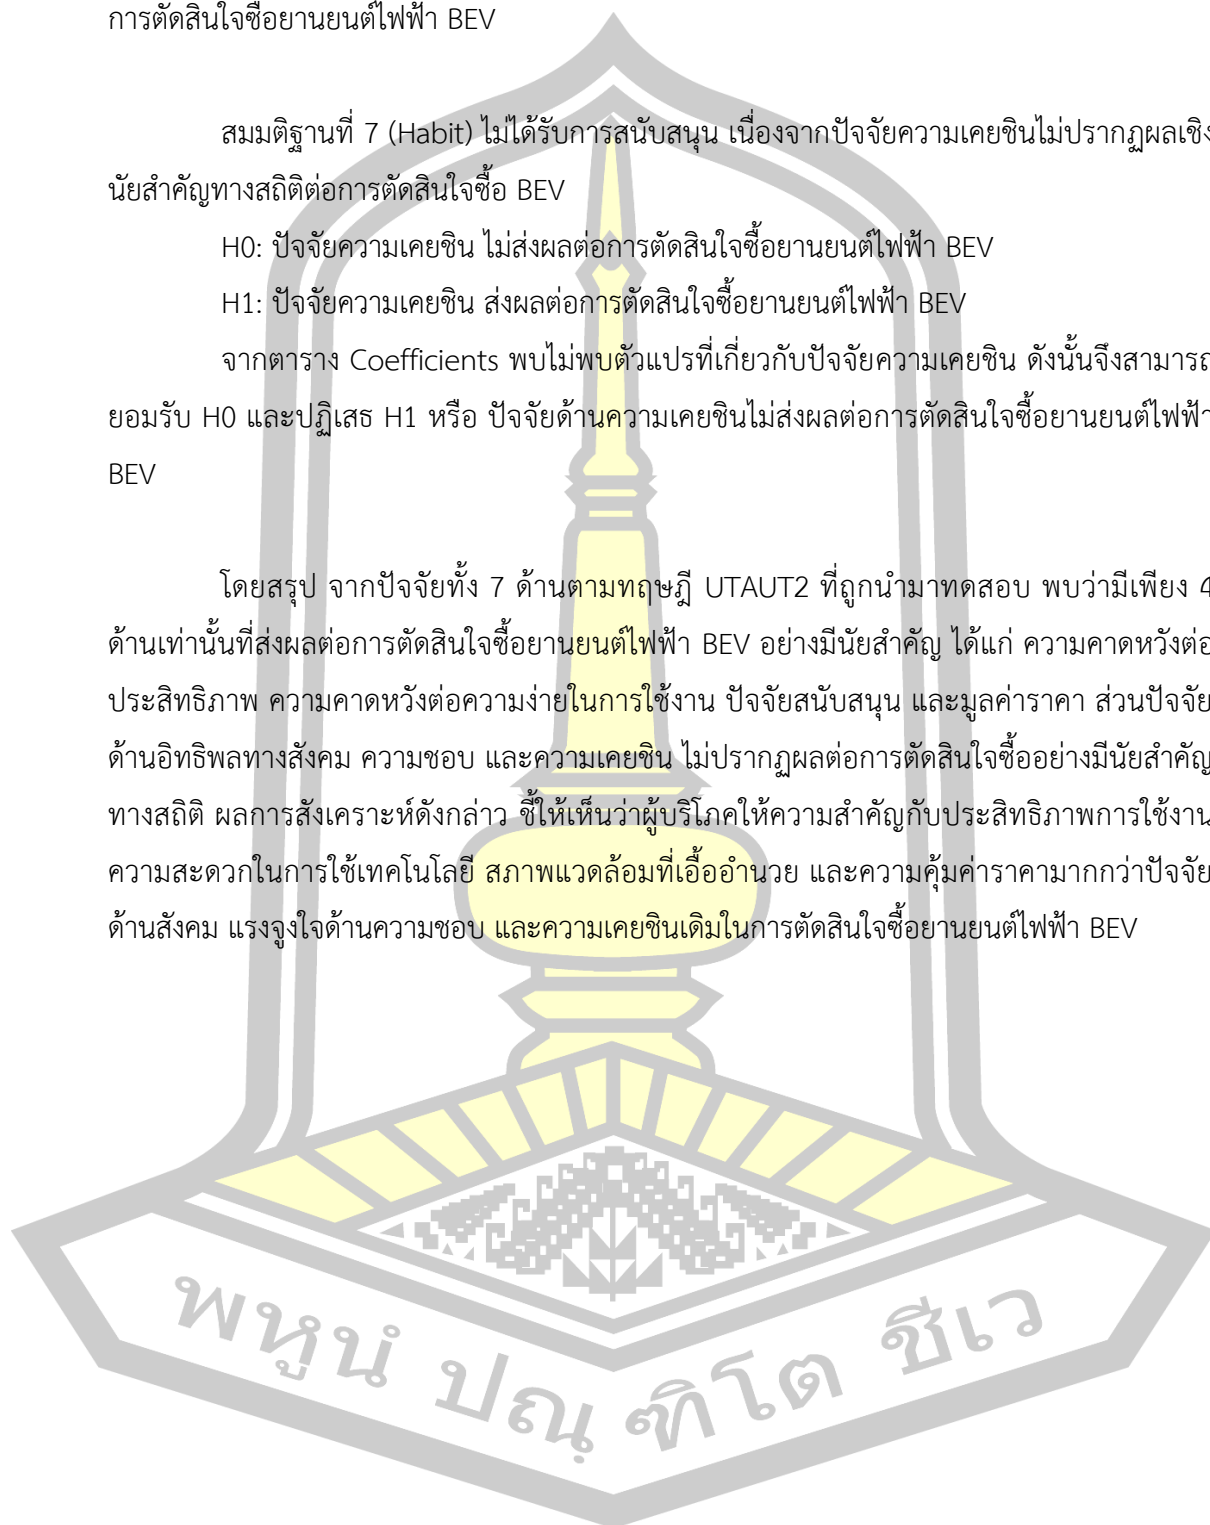 การตัดสินใจซื้อยานยนต์ไฟฟ้า BEV
สมมติฐานที่ 7 (Habit) ไม่ได้รับการสนับสนุน เนื่องจากปัจจัยความเคยชินไม่ปรากฏผลเชิง
นัยสำคัญทางสถิติต่อการตัดสินใจซื้อ BEV
H0: ปัจจัยความเคยชิน ไม่ส่งผลต่อการตัดสินใจซื้อยานยนต์ไฟฟ้า BEV
H1: ปัจจัยความเคยชิน ส่งผลต่อการตัดสินใจซื้อยานยนต์ไฟฟ้า BEV
จากตาราง Coefficients พบไม่พบตัวแปรที่เกี่ยวกับปัจจัยความเคยชิน ดังนั้นจึงสามารถ
ยอมรับ H0 และปฏิเสธ H1 หรือ ปัจจัยด้านความเคยชินไม่ส่งผลต่อการตัดสินใจซื้อยานยนต์ไฟฟ้า
BEV
โดยสรุป จากปัจจัยทั้ง 7 ด้านตามทฤษฎี UTAUT2 ที่ถูกนำมาทดสอบ พบว่ามีเพียง 4
ด้านเท่านั้นที่ส่งผลต่อการตัดสินใจซื้อยานยนต์ไฟฟ้า BEV อย่างมีนัยสำคัญ ได้แก่ ความคาดหวังต่อ
ประสิทธิภาพ ความคาดหวังต่อความง่ายในการใช้งาน ปัจจัยสนับสนุน และมูลค่าราคา ส่วนปัจจัย
ด้านอิทธิพลทางสังคม ความชอบ และความเคยชิน ไม่ปรากฏผลต่อการตัดสินใจซื้ออย่างมีนัยสำคัญ
ทางสถิติ ผลการสังเคราะห์ดังกล่าว ชี้ให้เห็นว่าผู้บริโภคให้ความสำคัญกับประสิทธิภาพการใช้งาน
ความสะดวกในการใช้เทคโนโลยี สภาพแวดล้อมที่เอื้ออำนวย และความคุ้มค่าราคามากกว่าปัจจัย
ด้านสังคม แรงจูงใจด้านความชอบ และความเคยชินเดิมในการตัดสินใจซื้อยานยนต์ไฟฟ้า BEV
พหูนํ ปณฺฑิโต ชีเว